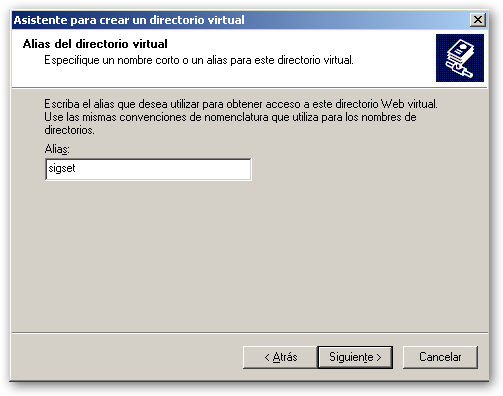 Asistente para crear un directorio virtual
Alias del directorio virtual
Especifique un nombre corto o un alias para este directorio virtual.
Escriba el alias que desea utilizar para obtener acceso a este directorio Web virtual.
Use las mismas convenciones de nomenclatura que utiliza para los nombres de
directorios.
Alias:
sigset
< Atrás Siguiente > Cancelar